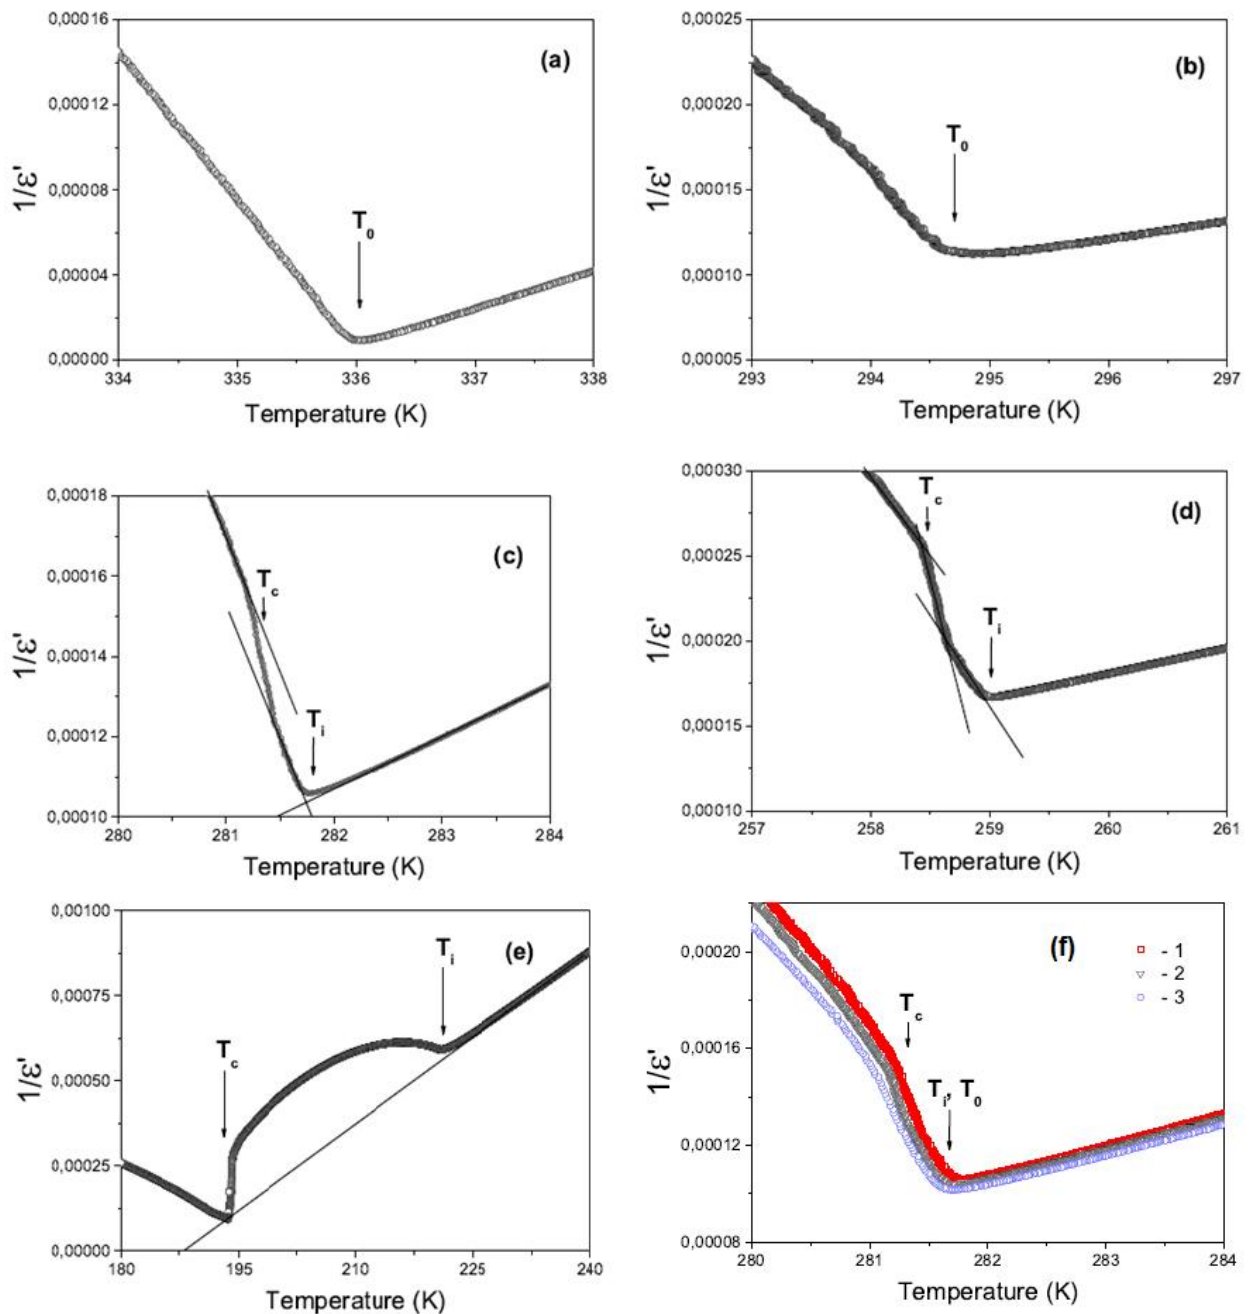 (a)
0,00016
0,00012
0,00008
0,00004
0,00000
1/ε'
T0
334 335 336 337 338
Temperature (K)
(b)
0,00025
0,00020
0,00015
0,00010
0,00005
1/ε'
T0
293 294 295 296 297
Temperature (K)
(c)
0,00018
0,00016
0,00014
0,00012
0,00010
1/ε'
Tc
Ti
280 281 282 283 284
Temperature (K)
(d)
0,00030
0,00025
0,00020
0,00015
0,00010
1/ε'
Tc
Ti
257 258 259 260 261
Temperature (K)
(e)
0,00100
0,00075
0,00050
0,00025
0,00000
1/ε'
Tc
Ti
180 195 210 225 240
Temperature (K)
(f)
- 1
- 2
- 3
0,00020
0,00016
0,00012
0,00008
1/ε'
Tc
Ti, T0
280 281 282 283 284
Temperature (K)